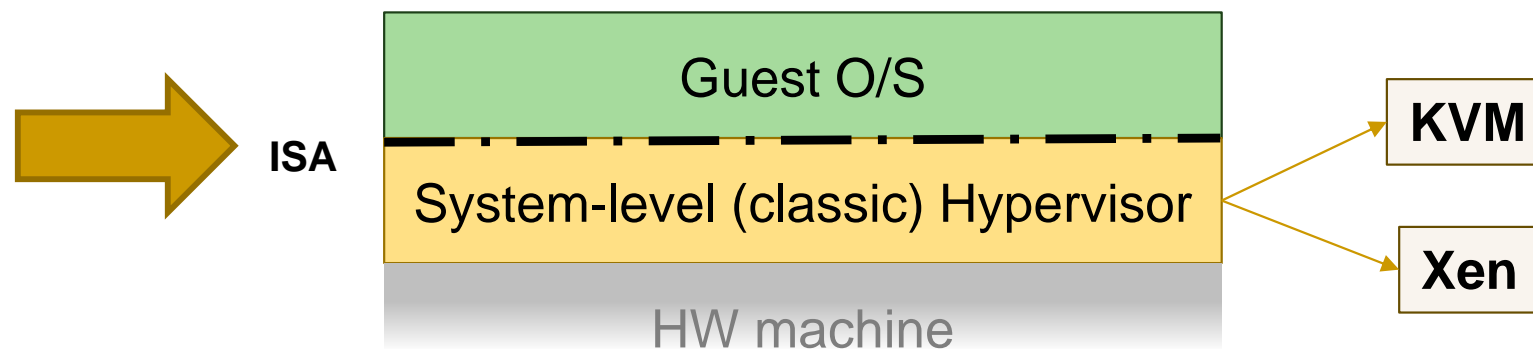 Guest O/S
KVM
ISA
System-level (classic) Hypervisor
Xen
HW machine